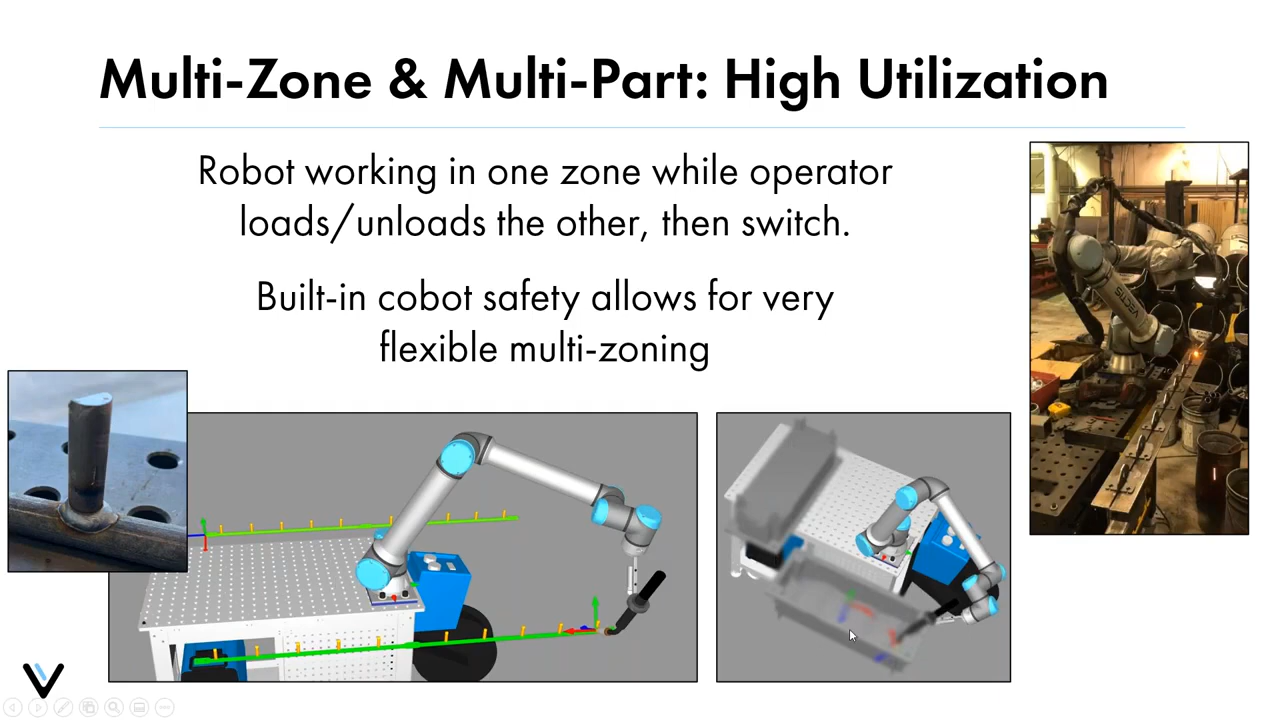 Multi-Zone & Multi-Part: High Utilization
Robot working in one zone while operator
loads/unloads the other, then switch.
Built-in cobot safety allows for very
flexible multi-zoning
VECTIS